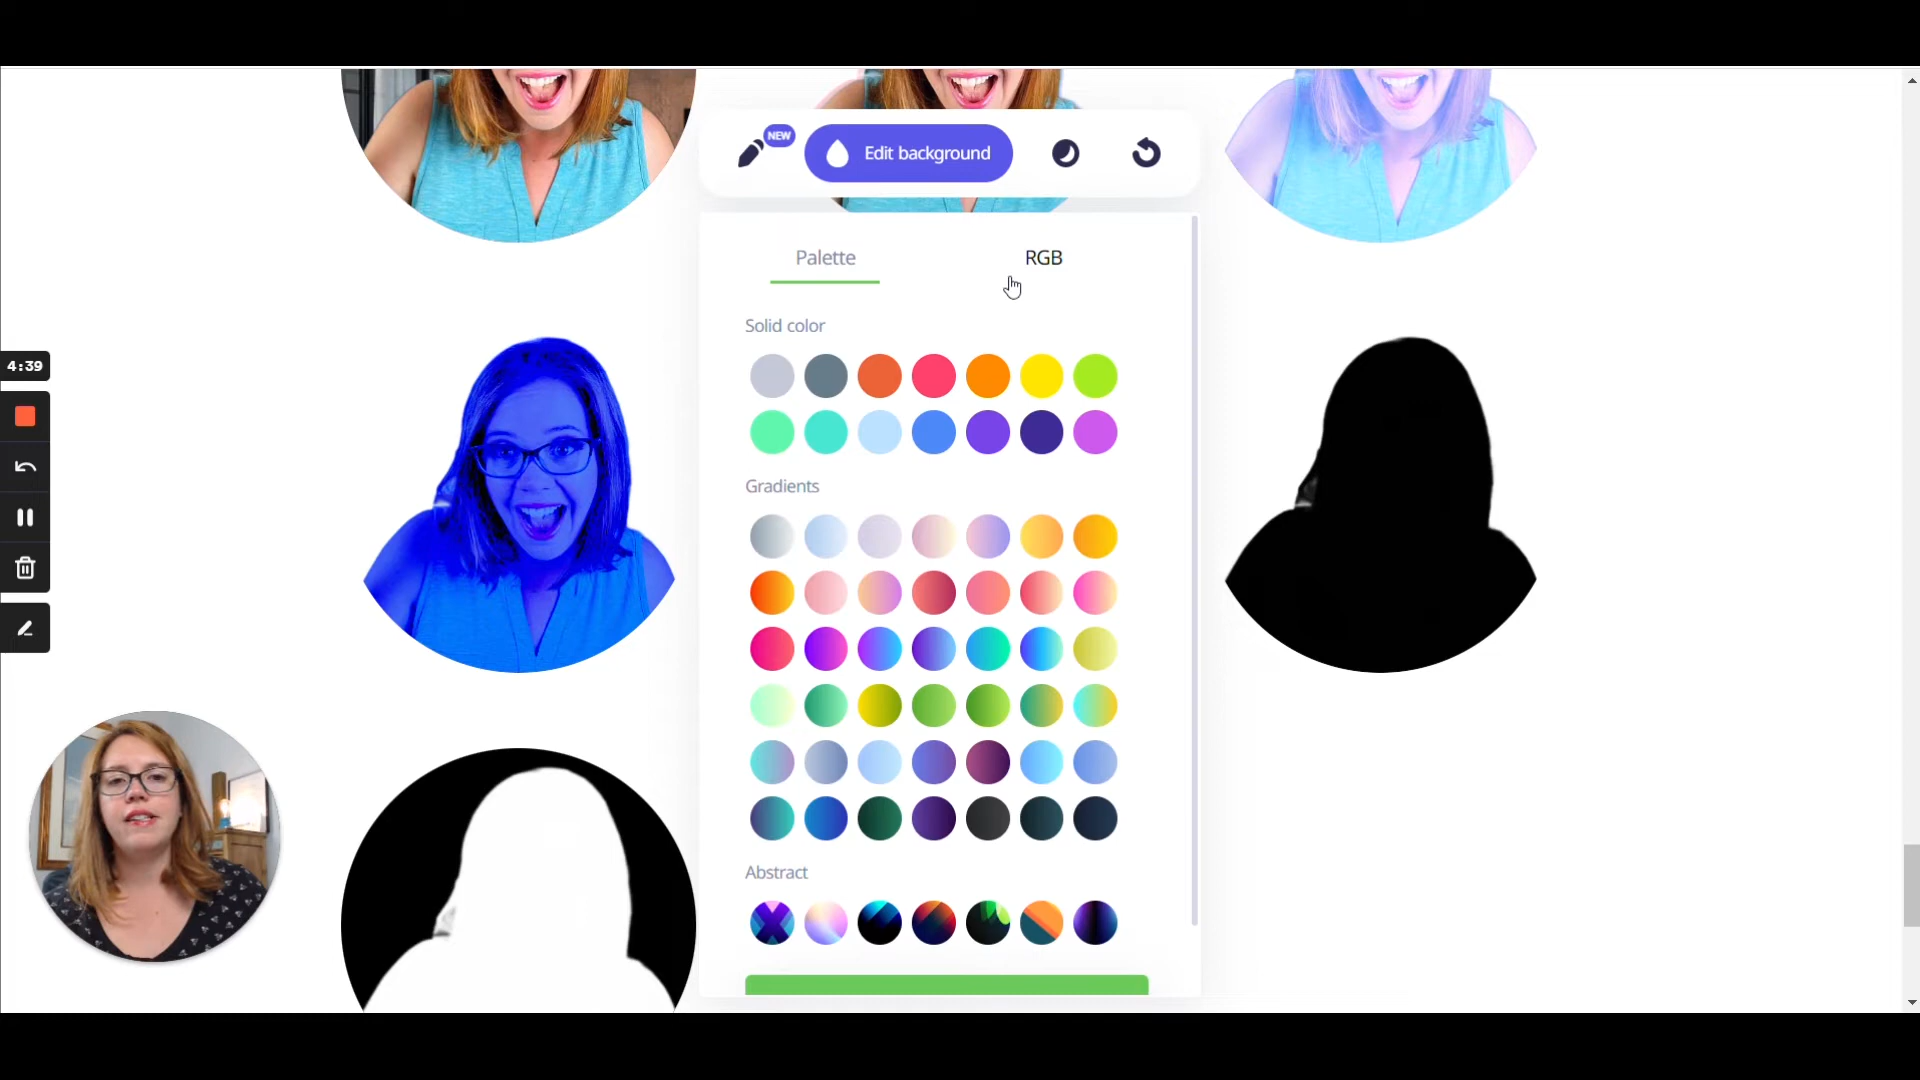 NEW
Edit background
Palette
RGB
Solid color
4:39
Gradients
Abstract